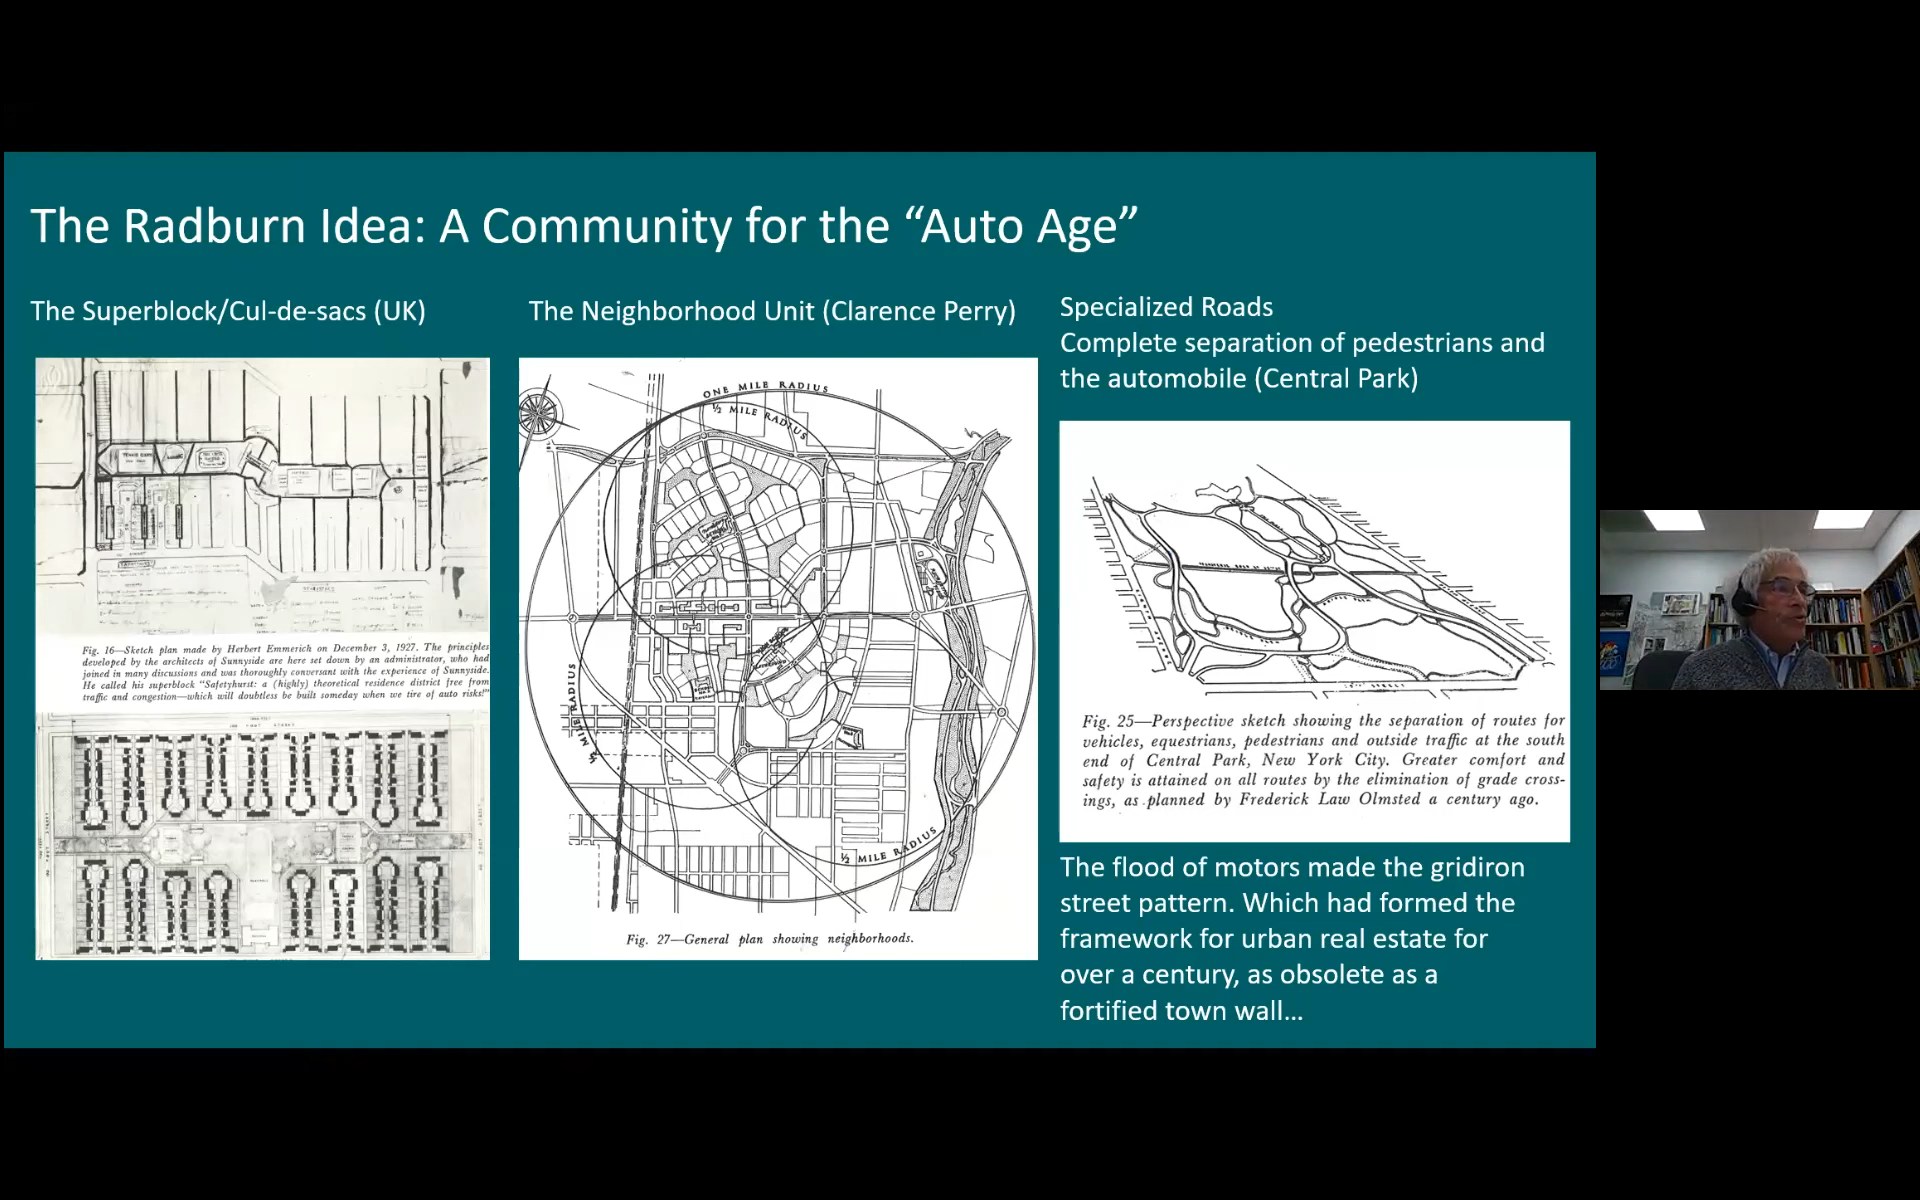 The Radburn Idea: A Community for the “Auto Age”
The Superblock/Cul-de-sacs (UK)
Fig. 16—Sketch plan made by Herbert Emmerich on December 3, 1927. The principles
developed by the architects of Sunnyside are here set down by an administrator, who had
joined in many discussions and was thoroughly conversant with the experience of Sunnyside.
He called his superblock “Safetyhurst: a (highly) theoretical residence district free from
traffic and congestion—which will doubtless be built someday when we tire of auto risks!”
The Neighborhood Unit (Clarence Perry)
ONE MILE RADIUS
½ MILE RADIUS
½ MILE RADIUS
½ MILE RADIUS
Fig. 27—General plan showing neighborhoods.
Specialized Roads
Complete separation of pedestrians and
the automobile (Central Park)
Fig. 25—Perspective sketch showing the separation of routes for
vehicles, equestrians, pedestrians and outside traffic at the south
end of Central Park, New York City. Greater comfort and
safety is attained on all routes by the elimination of grade cross-
ings, as planned by Frederick Law Olmsted a century ago.
The flood of motors made the gridiron
street pattern. Which had formed the
framework for urban real estate for
over a century, as obsolete as a
fortified town wall...